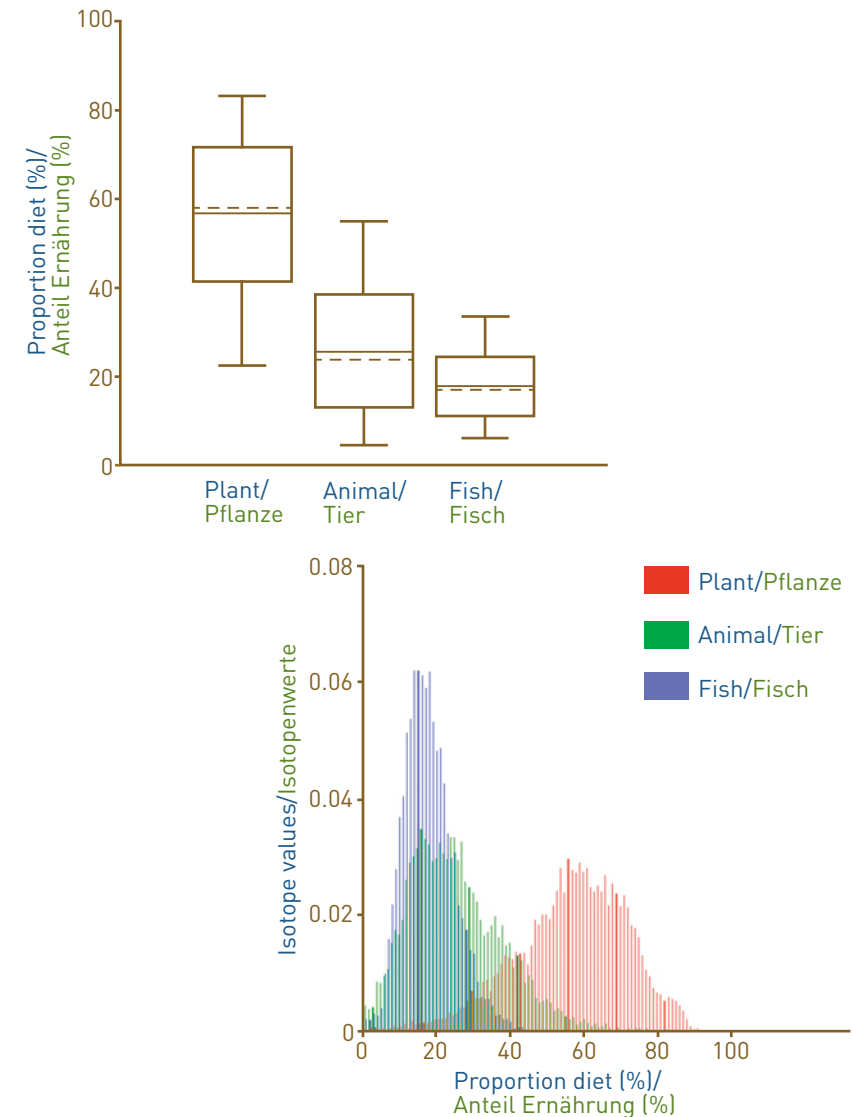 100
80
60
40
20
0
Proportion diet (%)/
Anteil Ernährung (%)
Plant/
Pflanze
Animal/
Tier
Fish/
Fisch
0.08
0.06
0.04
0.02
0
Isotope values/Isotopenwerte
Plant/Pflanze
Animal/Tier
Fish/Fisch
0 20 40 60 80 100
Proportion diet (%)/
Anteil Ernährung (%)